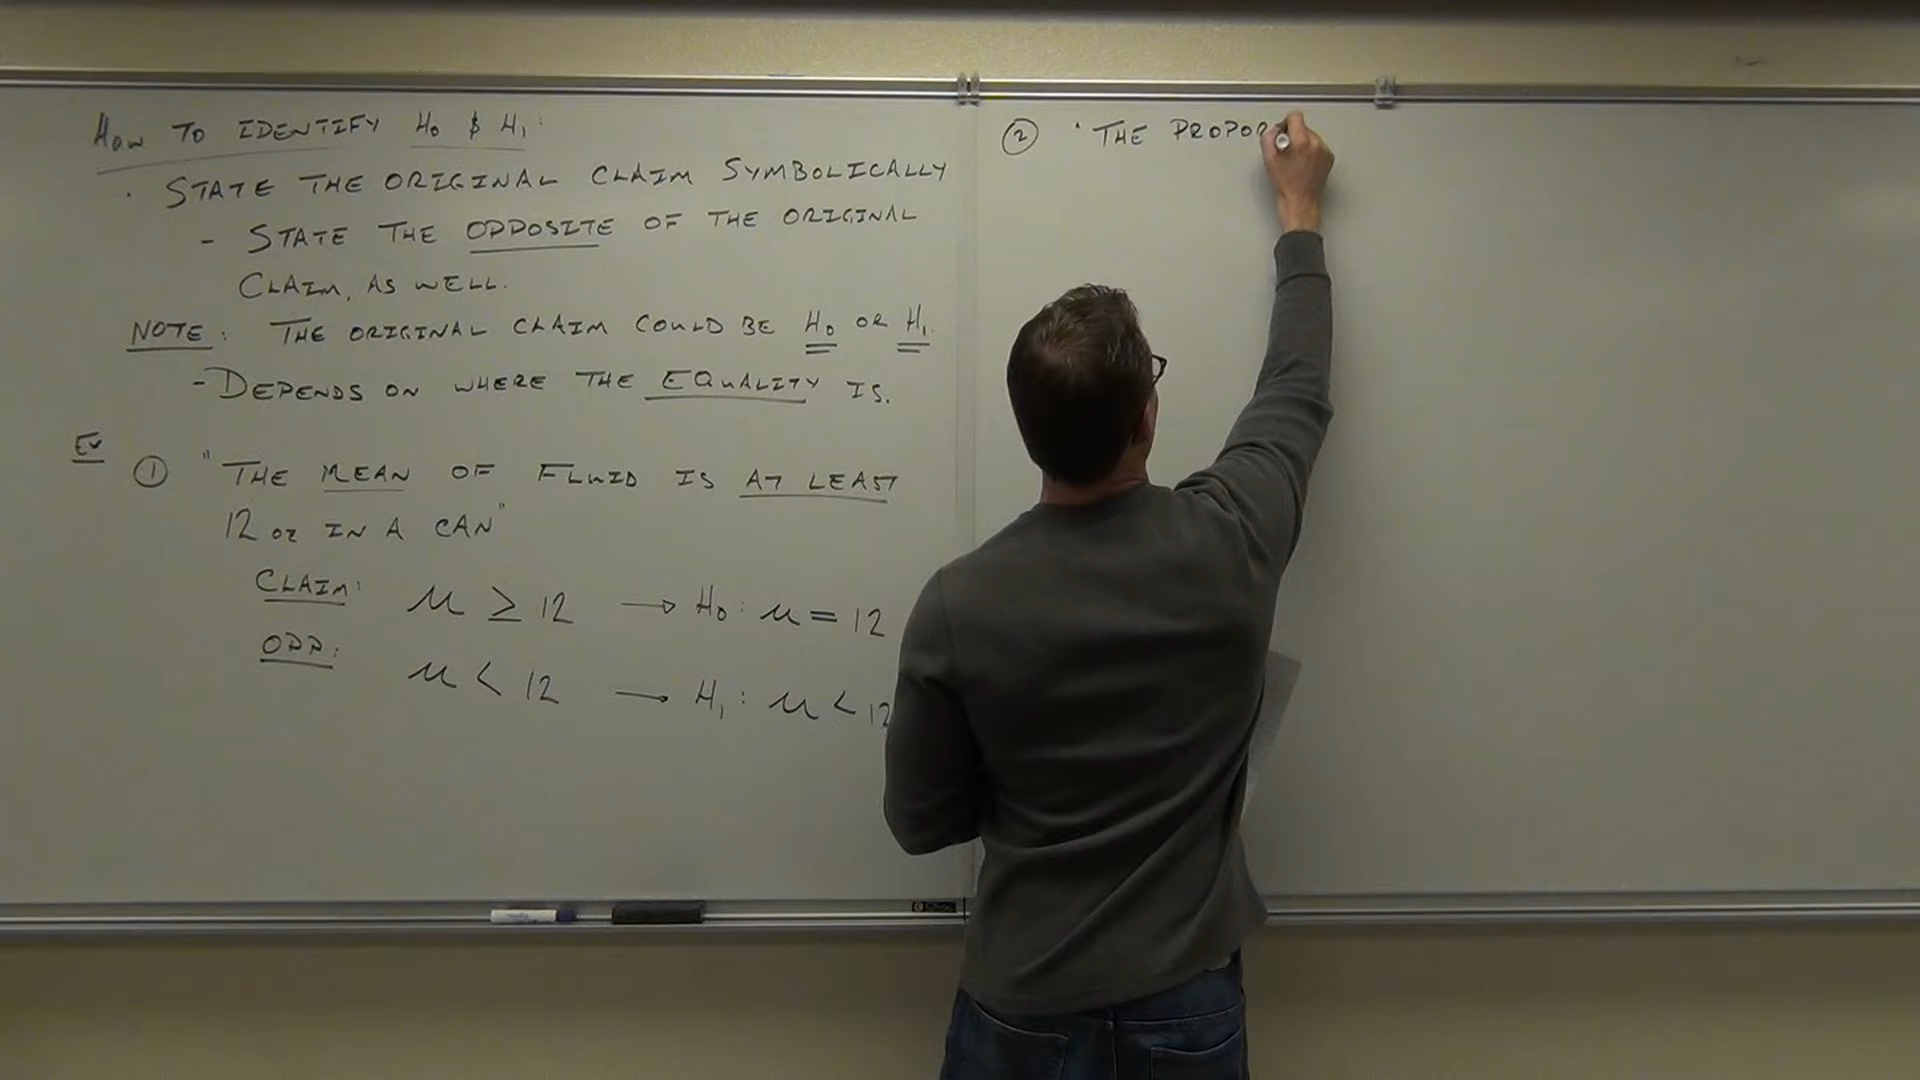 HOW TO IDENTIFY H₀ & H₁:
· STATE THE ORIGINAL CLAIM SYMBOLICALLY
- STATE THE OPPOSITE OF THE ORIGINAL
CLAIM, AS WELL.
NOTE: THE ORIGINAL CLAIM COULD BE H₀ OR H₁.
- DEPENDS ON WHERE THE EQUALITY IS.
Ex ① "THE MEAN OF FLUID IS AT LEAST
12 oz IN A CAN"
CLAIM: μ ≥ 12 → H₀: μ = 12
OPP: μ < 12 → H₁: μ < 12
② "THE PROPOR